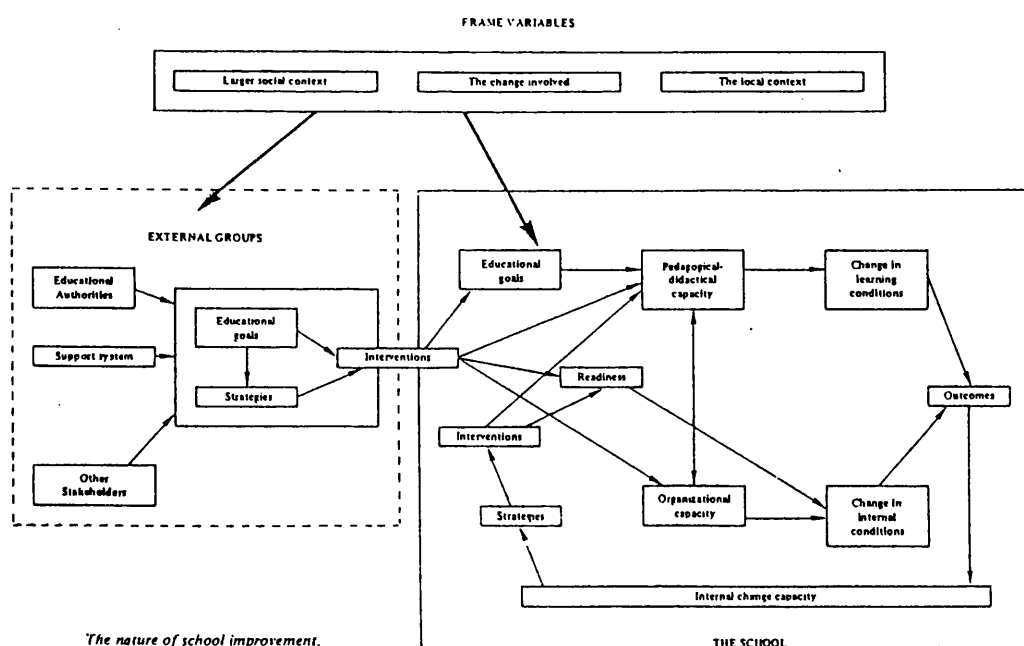 FRAME VARIABLES
Larger social context
The change involved
The local context
EXTERNAL GROUPS
Educational
Authorities
Support system
Other
Stakeholders
Educational
goals
Strategies
Interventions
Educational
goals
Pedagogical-
didactical
capacity
Change in
learning
conditions
Readiness
Outcomes
Interventions
Strategies
Organizational
capacity
Change in
internal
conditions
Internal change capacity
The nature of school improvement.
THE SCHOOL